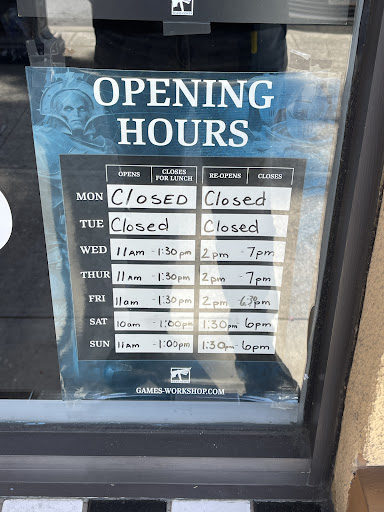 OPENING
HOURS
OPENS CLOSES FOR LUNCH RE-OPENS CLOSES
MON CLOSED Closed
TUE Closed Closed
WED 11am -1:30pm 2pm -7pm
THUR 11am -1:30pm 2pm -7pm
FRI 11am -1:30pm 2pm
SAT 10am -1:00pm 1:30pm -6pm
SUN 11am -1:00pm 1:30pm -6pm
GAMES-WORKSHOP.COM